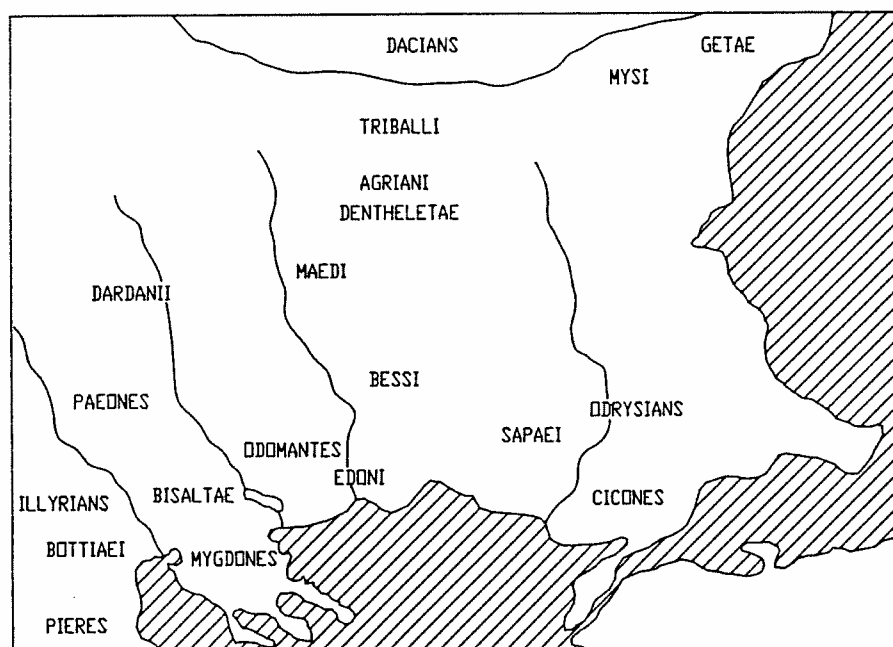 DACIANS
GETAE
MYSI
TRIBALLI
AGRIANI
DENTHELETAE
MAEDI
DARDANII
BESSI
PAEONES
ODRYSIANS
SAPAEI
ODOMANTES
EDONI
BISALTAE
CICONES
ILLYRIANS
BOTTIAEI
MYGDONES
PIERES